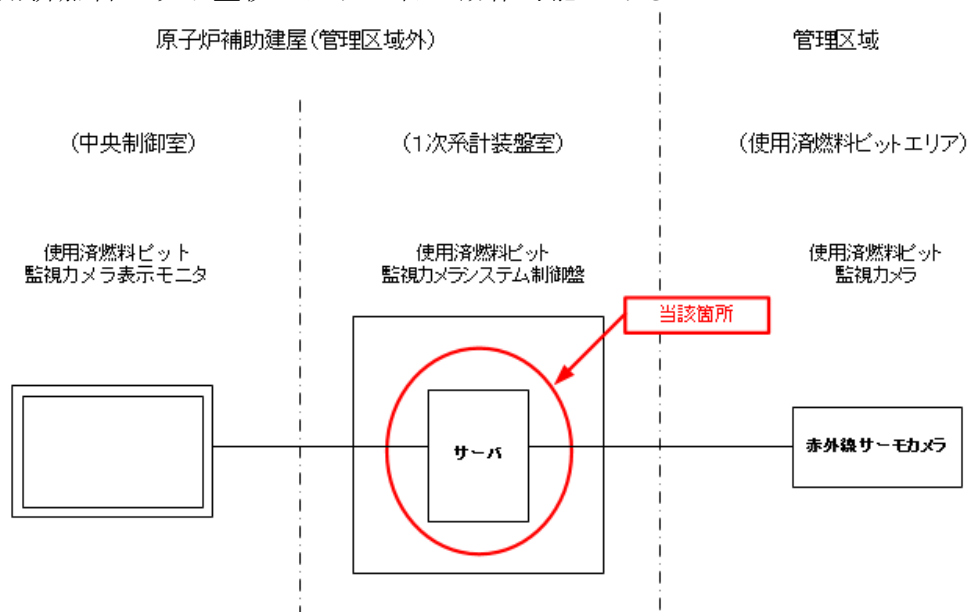 原子炉補助建屋(管理区域外)
管理区域
(中央制御室)
(1次系計装盤室)
(使用済燃料ピットエリア)
使用済燃料ピット
監視カメラ表示モニタ
使用済燃料ピット
監視カメラシステム制御盤
使用済燃料ピット
監視カメラ
当該箇所
サーバ
赤外線サーモカメラ